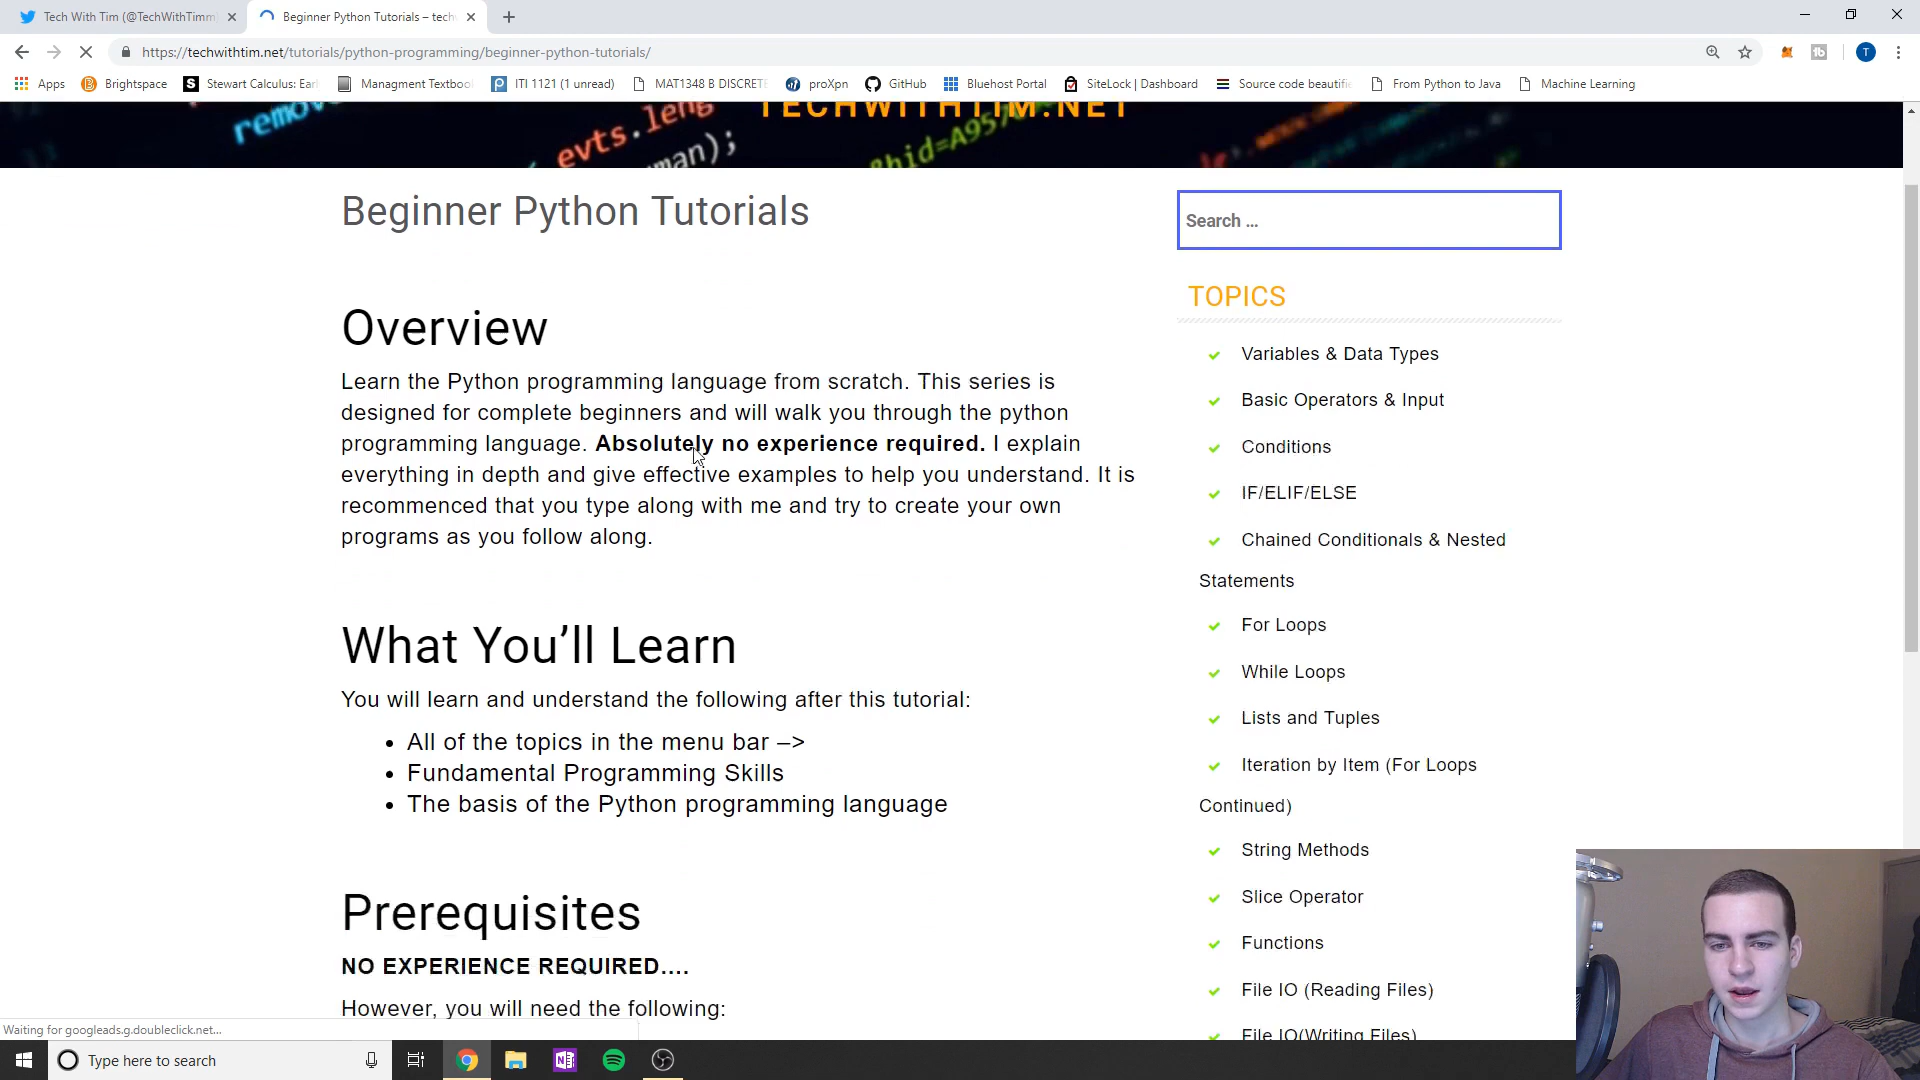 Tech With Tim (@TechWithTimm
Beginner Python Tutorials – tech
https://techwithtim.net/tutorials/python-programming/beginner-python-tutorials/
Apps
Brightspace
Stewart Calculus: Earl
Managment Textboo
ITI 1121 (1 unread)
MAT1348 B DISCRETE
proXpn
GitHub
Bluehost Portal
SiteLock | Dashboard
Source code beautifi
From Python to Java
Machine Learning
TECHWITHTIM.NET
remov
evts.leng
man);
&hid=A957
Beginner Python Tutorials
Search …
Overview
Learn the Python programming language from scratch. This series is
designed for complete beginners and will walk you through the python
programming language. Absolutely no experience required. I explain
everything in depth and give effective examples to help you understand. It is
recommenced that you type along with me and try to create your own
programs as you follow along.
What You’ll Learn
You will learn and understand the following after this tutorial:
All of the topics in the menu bar –>
Fundamental Programming Skills
The basis of the Python programming language
Prerequisites
NO EXPERIENCE REQUIRED….
However, you will need the following:
TOPICS
Variables & Data Types
Basic Operators & Input
Conditions
IF/ELIF/ELSE
Chained Conditionals & Nested
Statements
For Loops
While Loops
Lists and Tuples
Iteration by Item (For Loops
Continued)
String Methods
Slice Operator
Functions
File IO (Reading Files)
File IO(Writing Files)
Waiting for googleads.g.doubleclick.net...
Type here to search